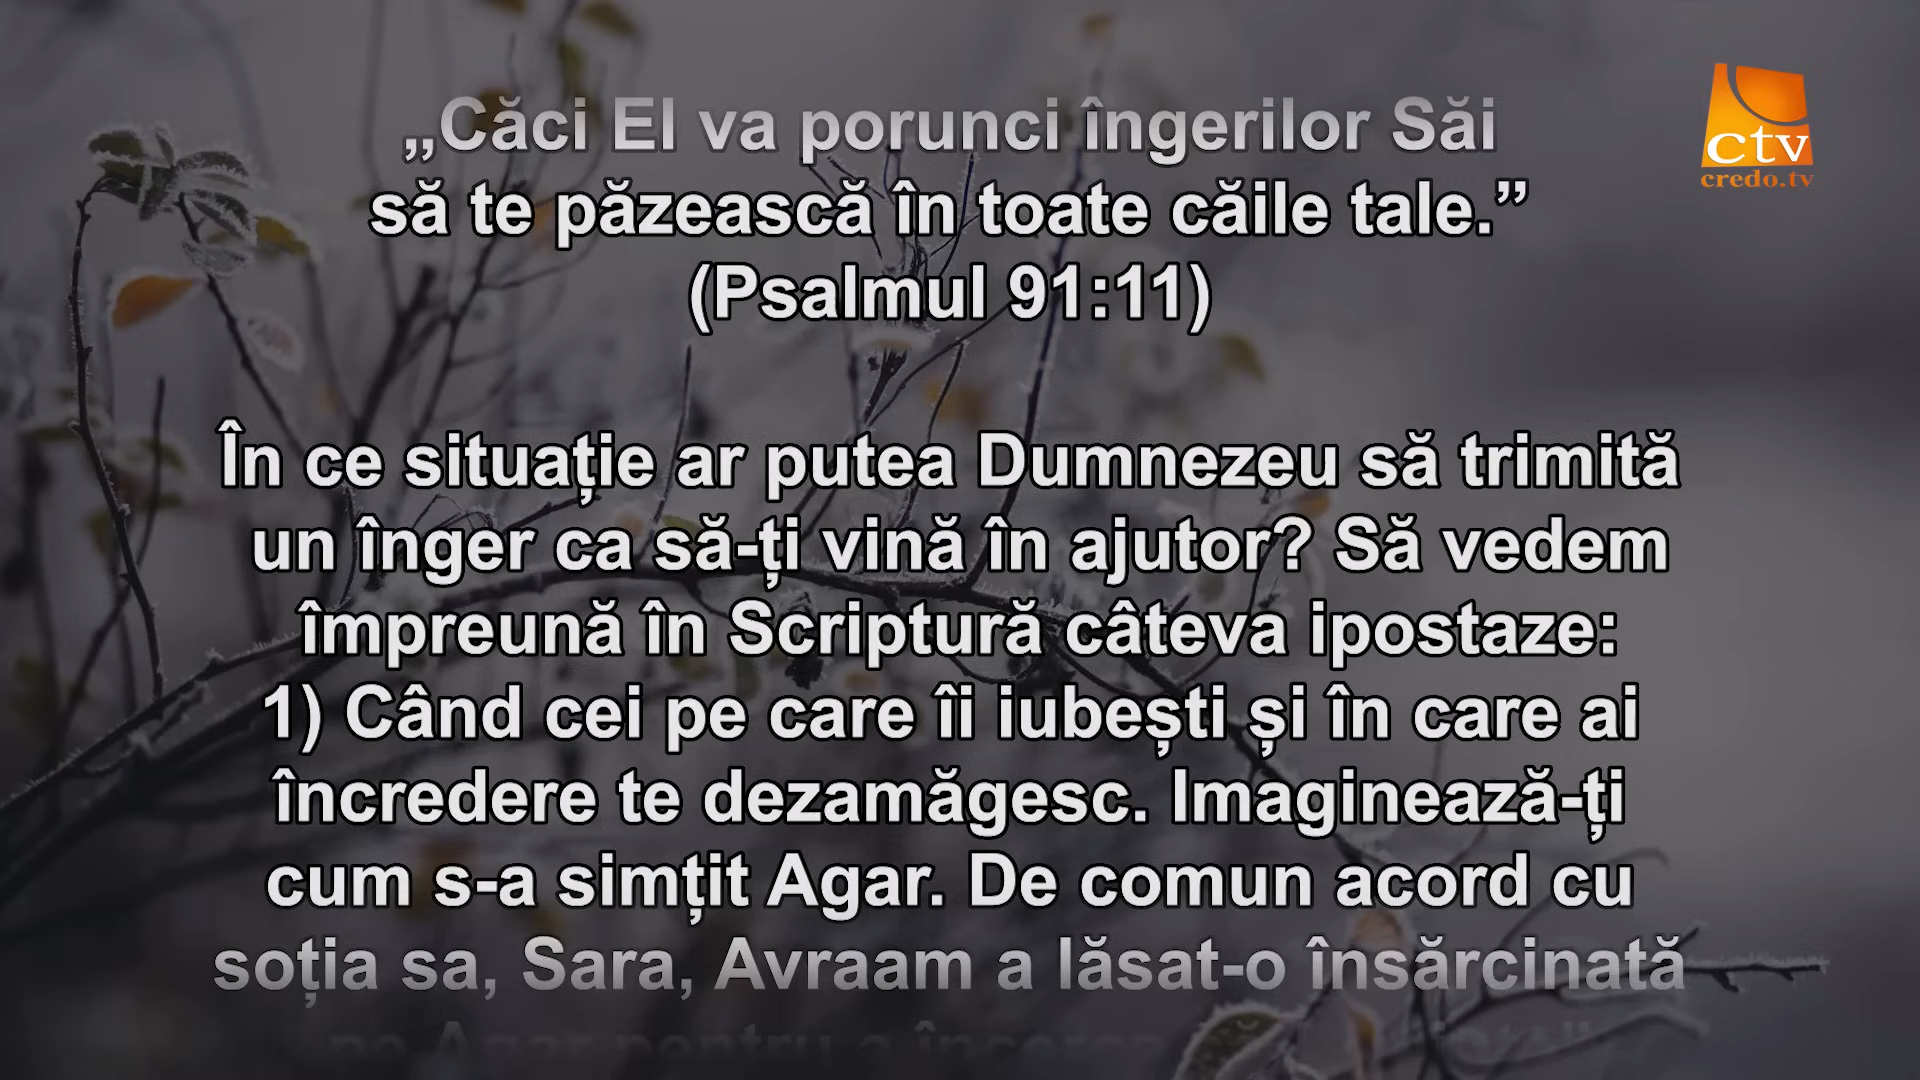 „Căci El va porunci îngerilor Săi
să te păzească în toate căile tale.”
(Psalmul 91:11)
În ce situație ar putea Dumnezeu să trimită
un înger ca să-ți vină în ajutor? Să vedem
împreună în Scriptură câteva ipostaze:
1) Când cei pe care îi iubești și în care ai
încredere te dezamăgesc. Imaginează-ți
cum s-a simțit Agar. De comun acord cu
soția sa, Sara, Avraam a lăsat-o însărcinată
pe Agar pentru a
ctv
credo.tv